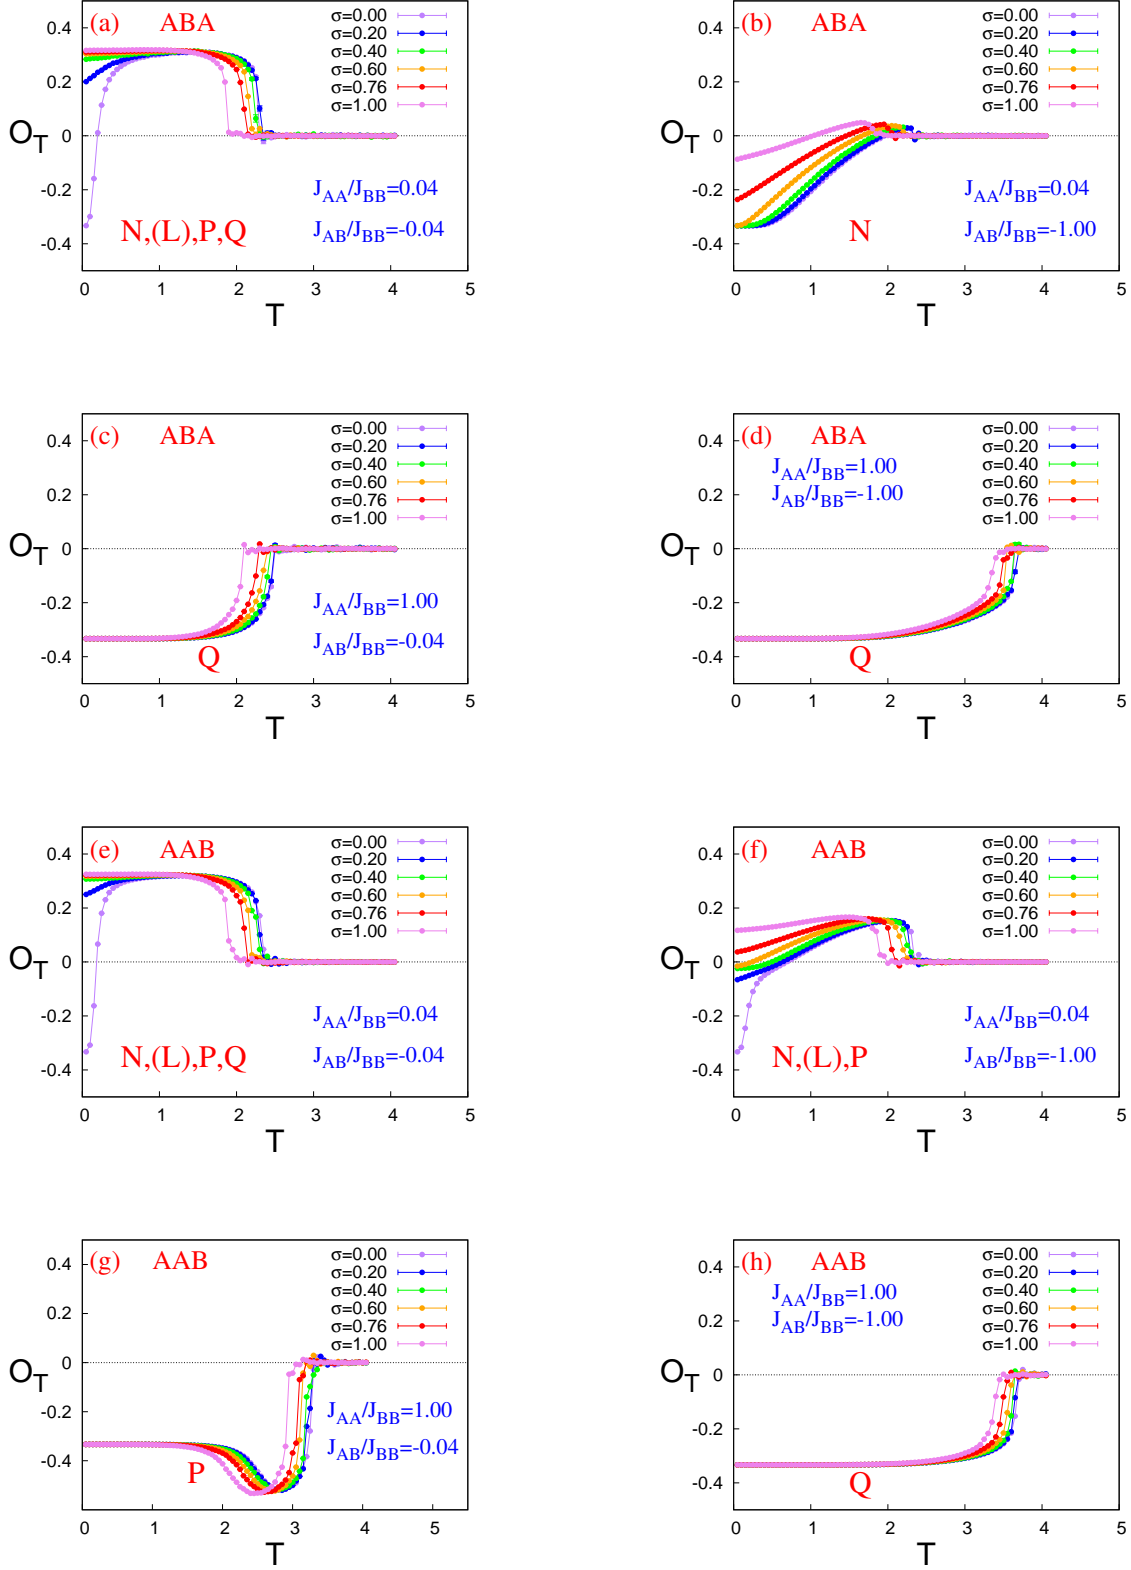 (a) ABA
σ=0.00
σ=0.20
σ=0.40
σ=0.60
σ=0.76
σ=1.00
0.4
0.2
0
-0.2
-0.4
O_T
J_AA/J_BB=0.04
J_AB/J_BB=-0.04
N,(L),P,Q
0 1 2 3 4 5
T
(b) ABA
σ=0.00
σ=0.20
σ=0.40
σ=0.60
σ=0.76
σ=1.00
0.4
0.2
0
-0.2
-0.4
O_T
J_AA/J_BB=0.04
J_AB/J_BB=-1.00
N
0 1 2 3 4 5
T
(c) ABA
σ=0.00
σ=0.20
σ=0.40
σ=0.60
σ=0.76
σ=1.00
0.4
0.2
0
-0.2
-0.4
O_T
J_AA/J_BB=1.00
J_AB/J_BB=-0.04
Q
0 1 2 3 4 5
T
(d) ABA
J_AA/J_BB=1.00
J_AB/J_BB=-1.00
σ=0.00
σ=0.20
σ=0.40
σ=0.60
σ=0.76
σ=1.00
0.4
0.2
0
-0.2
-0.4
O_T
Q
0 1 2 3 4 5
T
(e) AAB
σ=0.00
σ=0.20
σ=0.40
σ=0.60
σ=0.76
σ=1.00
0.4
0.2
0
-0.2
-0.4
O_T
J_AA/J_BB=0.04
J_AB/J_BB=-0.04
N,(L),P,Q
0 1 2 3 4 5
T
(f) AAB
σ=0.00
σ=0.20
σ=0.40
σ=0.60
σ=0.76
σ=1.00
0.4
0.2
0
-0.2
-0.4
O_T
J_AA/J_BB=0.04
J_AB/J_BB=-1.00
N,(L),P
0 1 2 3 4 5
T
(g) AAB
σ=0.00
σ=0.20
σ=0.40
σ=0.60
σ=0.76
σ=1.00
0.4
0.2
0
-0.2
-0.4
O_T
J_AA/J_BB=1.00
J_AB/J_BB=-0.04
P
0 1 2 3 4 5
T
(h) AAB
J_AA/J_BB=1.00
J_AB/J_BB=-1.00
σ=0.00
σ=0.20
σ=0.40
σ=0.60
σ=0.76
σ=1.00
0.4
0.2
0
-0.2
-0.4
O_T
Q
0 1 2 3 4 5
T